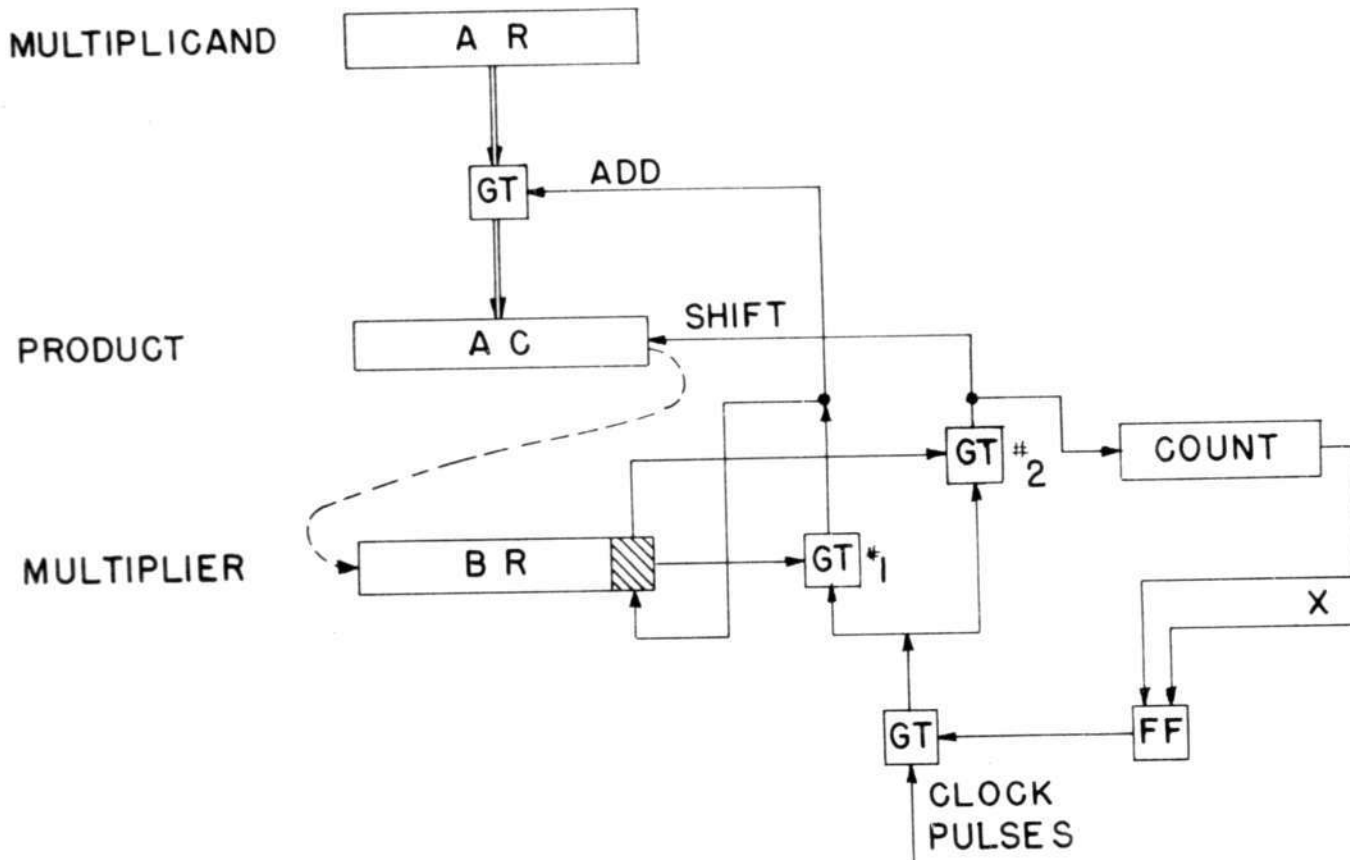 MULTIPLICAND
A R
GT
ADD
PRODUCT
A C
SHIFT
GT #2
COUNT
MULTIPLIER
B R
GT #1
X
GT
FF
CLOCK
PULSES